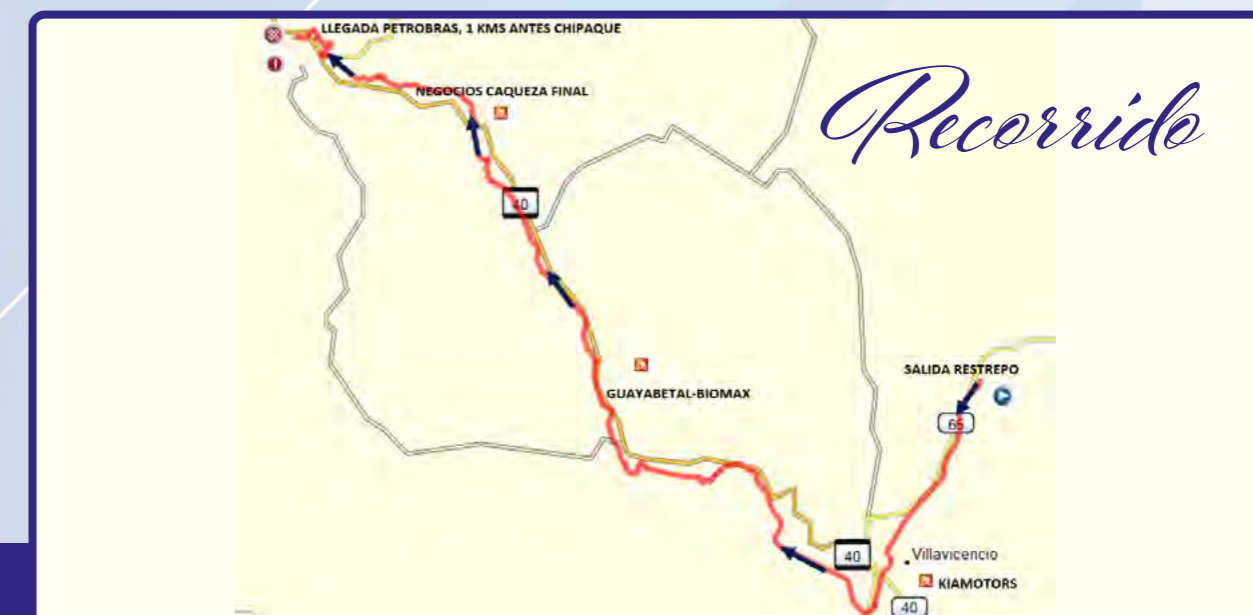 LLEGADA PETROBRAS, 1 KMS ANTES CHIPAQUE
Recorrido
NEGOCIOS CAQUEZA FINAL
40
GUAYABETAL-BIOMAX
SALIDA RESTREPO
65
40
Villavicencio
KIAMOTORS
40